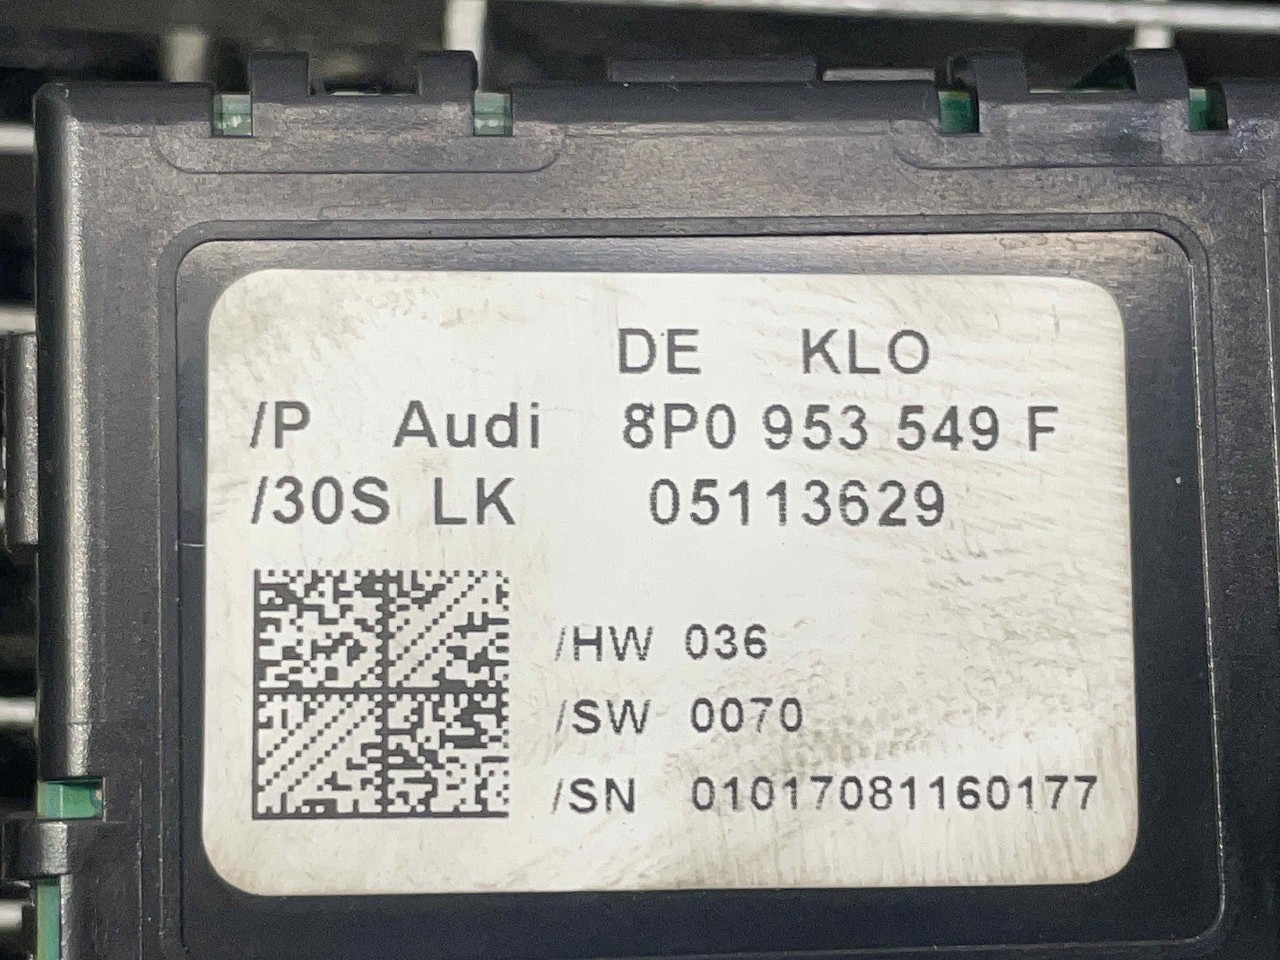 DE KLO
/P Audi 8P0 953 549 F
/30S LK 05113629
/HW 036
/SW 0070
/SN 01017081160177